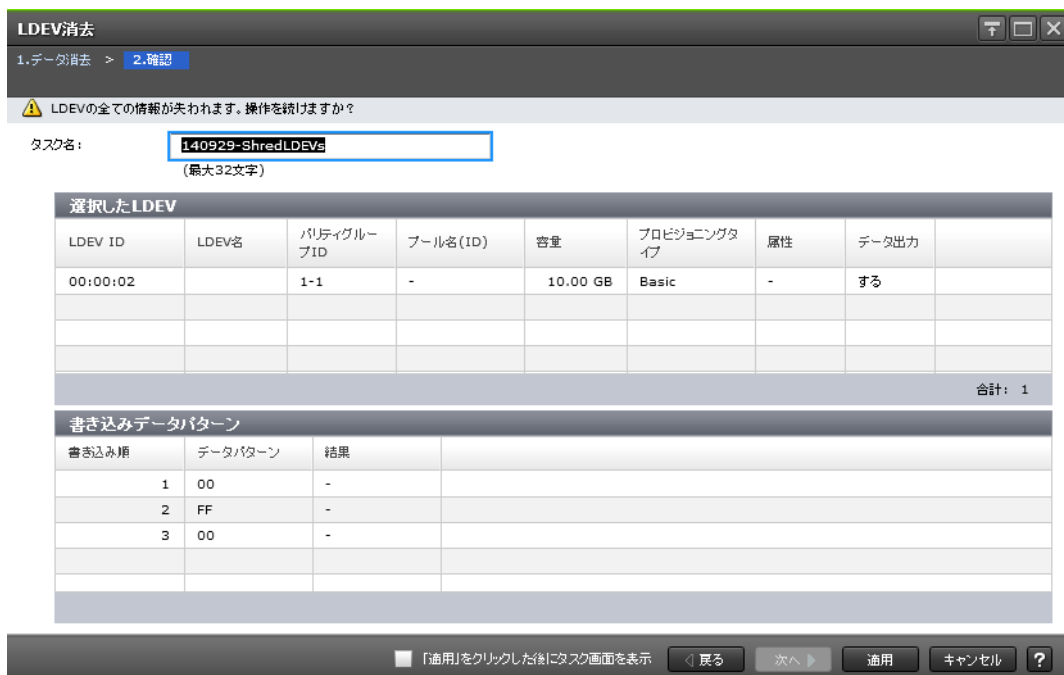 LDEV消去
1.データ消去 > 2.確認
LDEVの全ての情報が失われます。操作を続けますか?
タスク名: 140929-ShredLDEVs
(最大32文字)
選択したLDEV
LDEV ID LDEV名 パリティグループID プール名(ID) 容量 プロビジョニングタイプ 属性 データ出力
00:00:02 1-1 - 10.00 GB Basic - する
合計: 1
書き込みデータパターン
書き込み順 データパターン 結果
1 00 -
2 FF -
3 00 -
「適用」をクリックした後にタスク画面を表示 戻る 次へ 適用 キャンセル ?